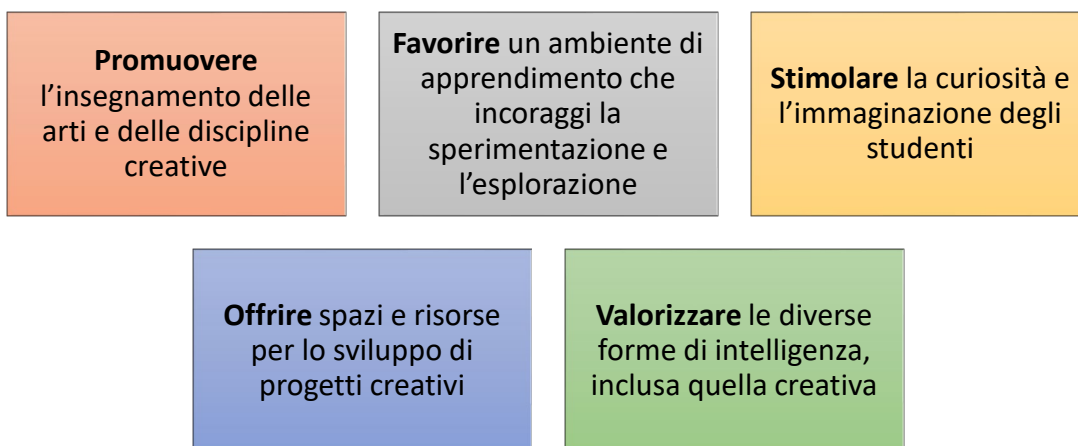 Promuovere
l’insegnamento delle
arti e delle discipline
creative
Favorire un ambiente di
apprendimento che
incoraggi la
sperimentazione e
l’esplorazione
Stimolare la curiosità e
l’immaginazione degli
studenti
Offrire spazi e risorse
per lo sviluppo di
progetti creativi
Valorizzare le diverse
forme di intelligenza,
inclusa quella creativa